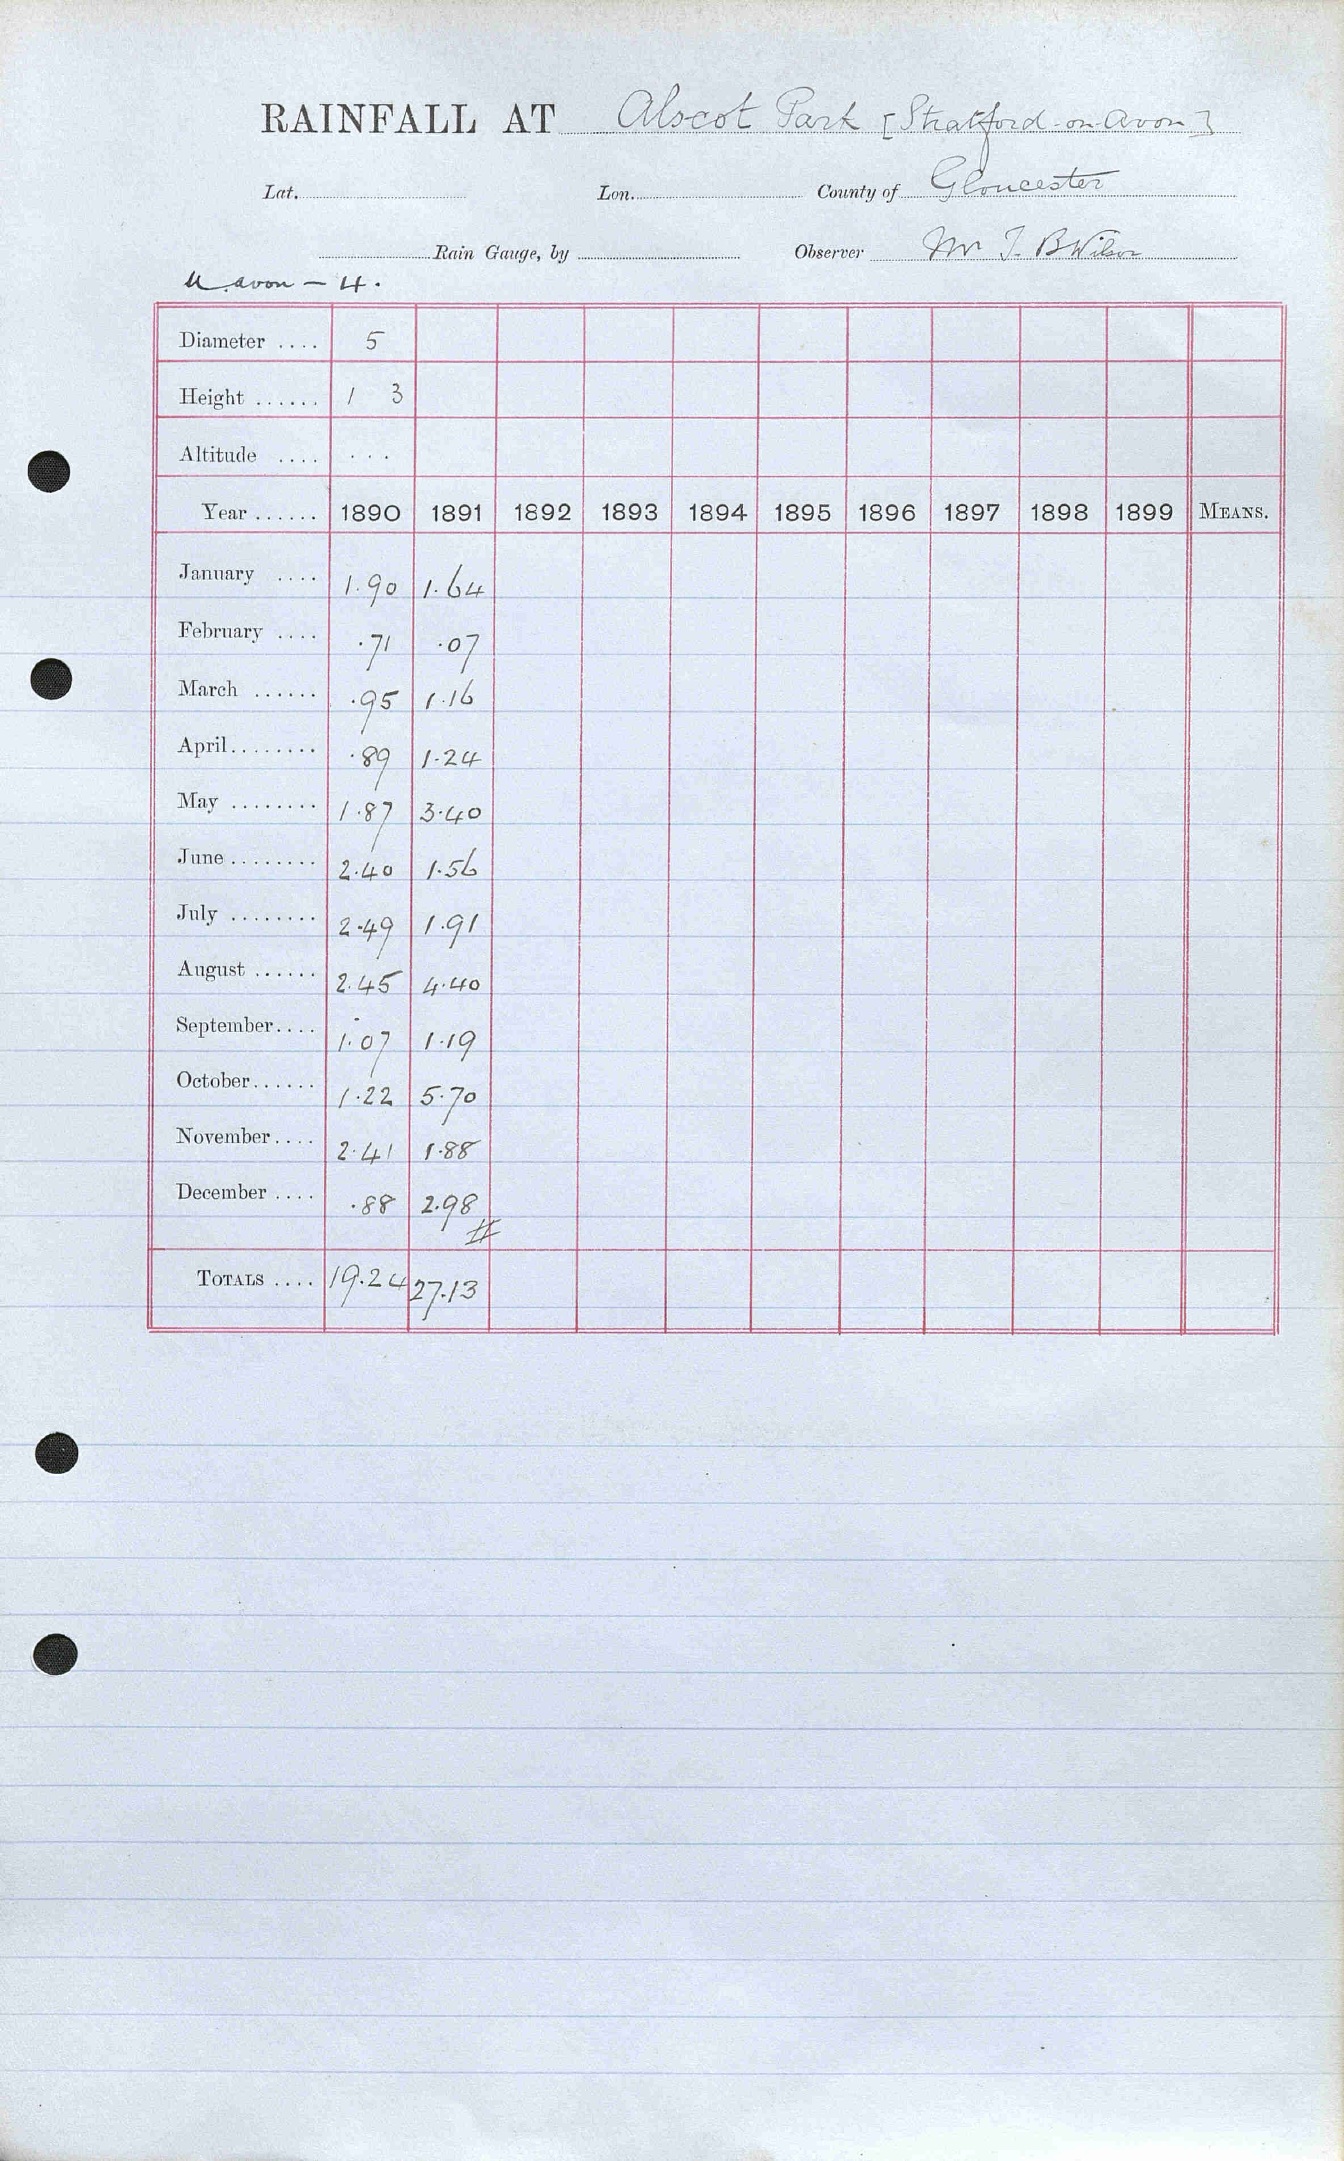 RAINFALL AT Alscot Park [Stratford-on-Avon]
Lat. Lon. County of Gloucester
Rain Gauge, by Observer Mr T. B Wilson
U. Avon - 4.
Diameter .... 5
Height ...... 1 3
Altitude .... ...
Year ...... 1890 1891 1892 1893 1894 1895 1896 1897 1898 1899 MEANS.
January .... 1.90 1.64
February .... .71 .07
March ...... .95 1.16
April........ .89 1.24
May ........ 1.87 3.40
June ........ 2.40 1.56
July ........ 2.49 1.91
August ...... 2.45 4.40
September.... 1.07 1.19
October...... 1.22 5.70
November.... 2.41 1.88
December .... .88 2.98
#
TOTALS .... 19.24 27.13